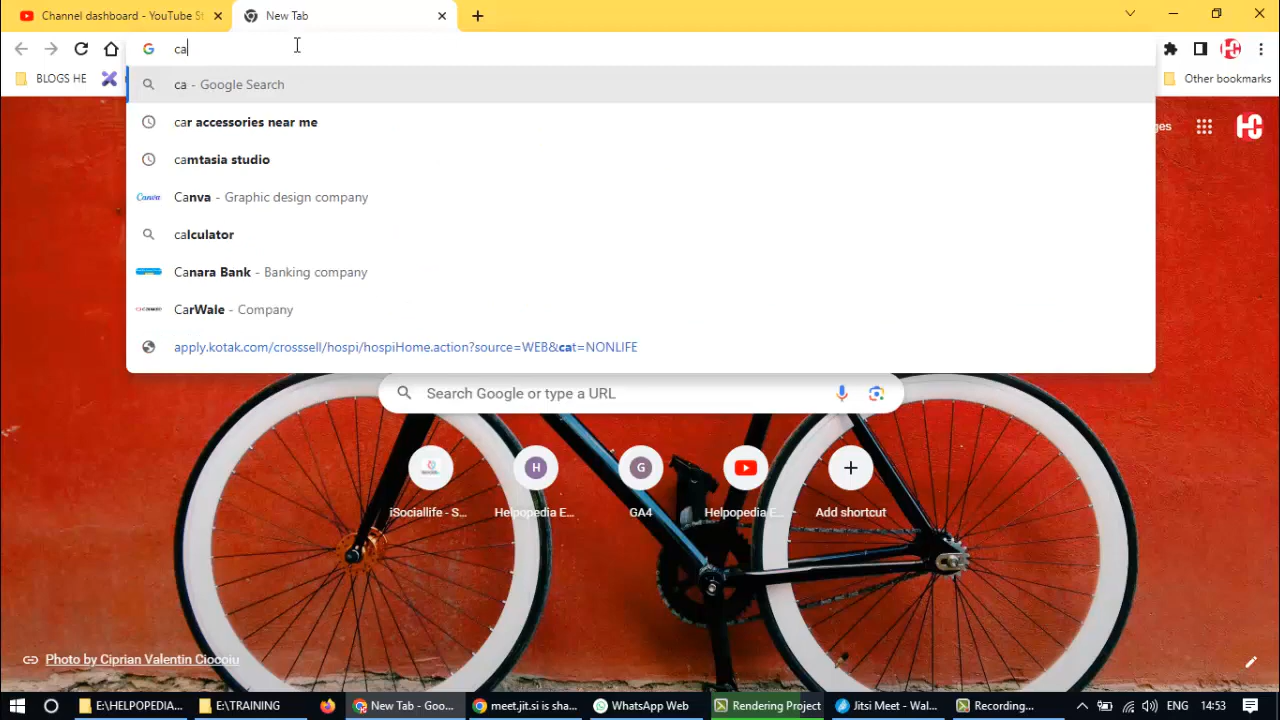 Channel dashboard - YouTube St
New Tab
ca
BLOGS HE
Other bookmarks
ca - Google Search
car accessories near me
camtasia studio
Canva
Canva - Graphic design company
calculator
Canara Bank - Banking company
CarWale - Company
apply.kotak.com/crosssell/hospi/hospiHome.action?source=WEB&cat=NONLIFE
ges
HC
Search Google or type a URL
H
G
iSociallife - S...
Helpopedia E...
GA4
Helpopedia E...
Add shortcut
Photo by Ciprian Valentin Ciocoiu
E:\HELPOPEDIA...
E:\TRAINING
New Tab - Goo...
meet.jit.si is sha...
WhatsApp Web
Rendering Project
Jitsi Meet - Wal...
Recording...
ENG
14:53